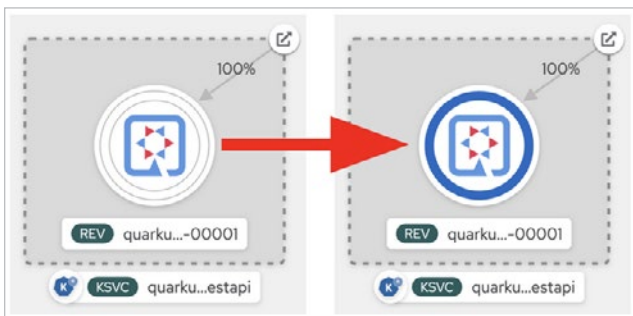 100% 100%
REV quarku...-00001 REV quarku...-00001
K KSVC quarku...estapi K KSVC quarku...estapi